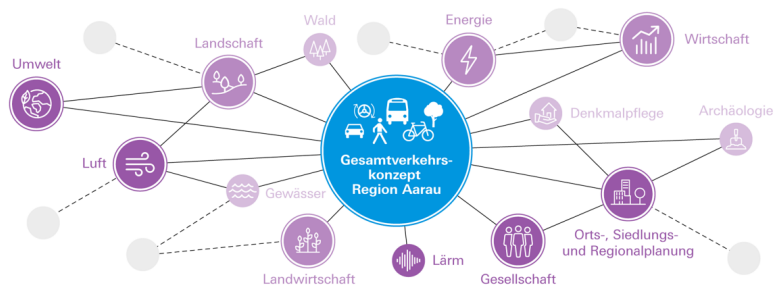 Wald
Energie
Landschaft
Wirtschaft
Umwelt
Denkmalpflege
Archäologie
Gesamtverkehrs-
konzept
Region Aarau
Luft
Gewässer
Orts-, Siedlungs-
und Regionalplanung
Lärm
Landwirtschaft
Gesellschaft